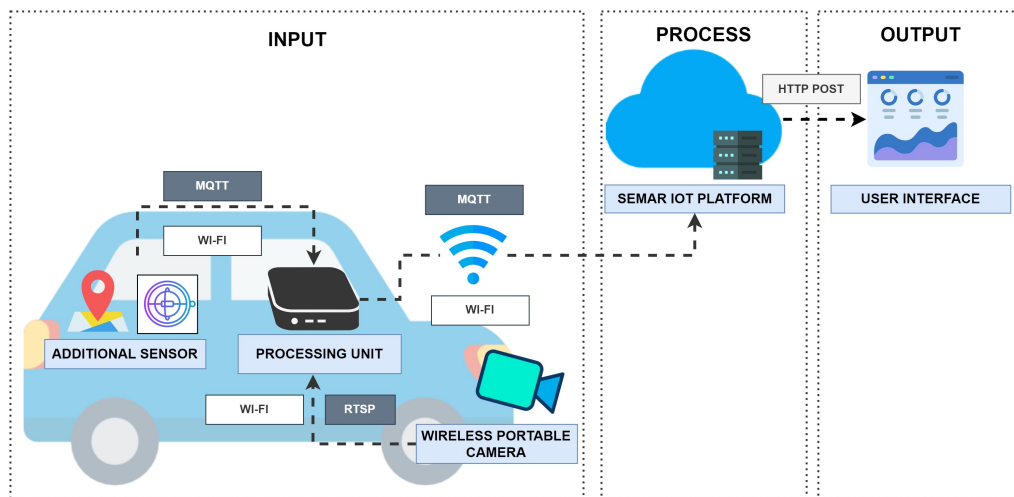 INPUT
PROCESS
OUTPUT
HTTP POST
MQTT
MQTT
SEMAR IOT PLATFORM
USER INTERFACE
WI-FI
WI-FI
ADDITIONAL SENSOR
PROCESSING UNIT
WI-FI
RTSP
WIRELESS PORTABLE
CAMERA